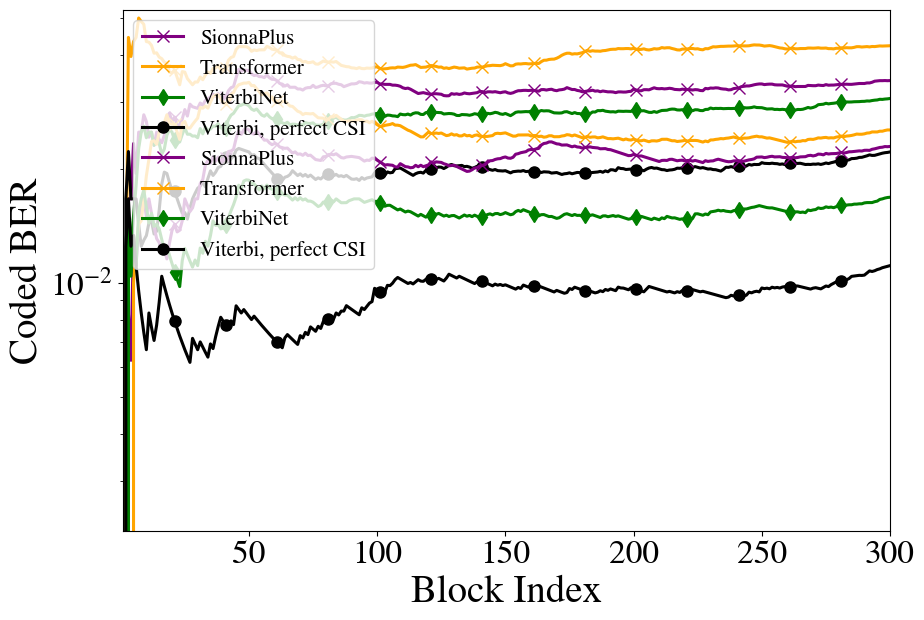 SionnaPlus
Transformer
ViterbiNet
Viterbi, perfect CSI
SionnaPlus
Transformer
ViterbiNet
Viterbi, perfect CSI
Coded BER
10⁻²
50 100 150 200 250 300
Block Index